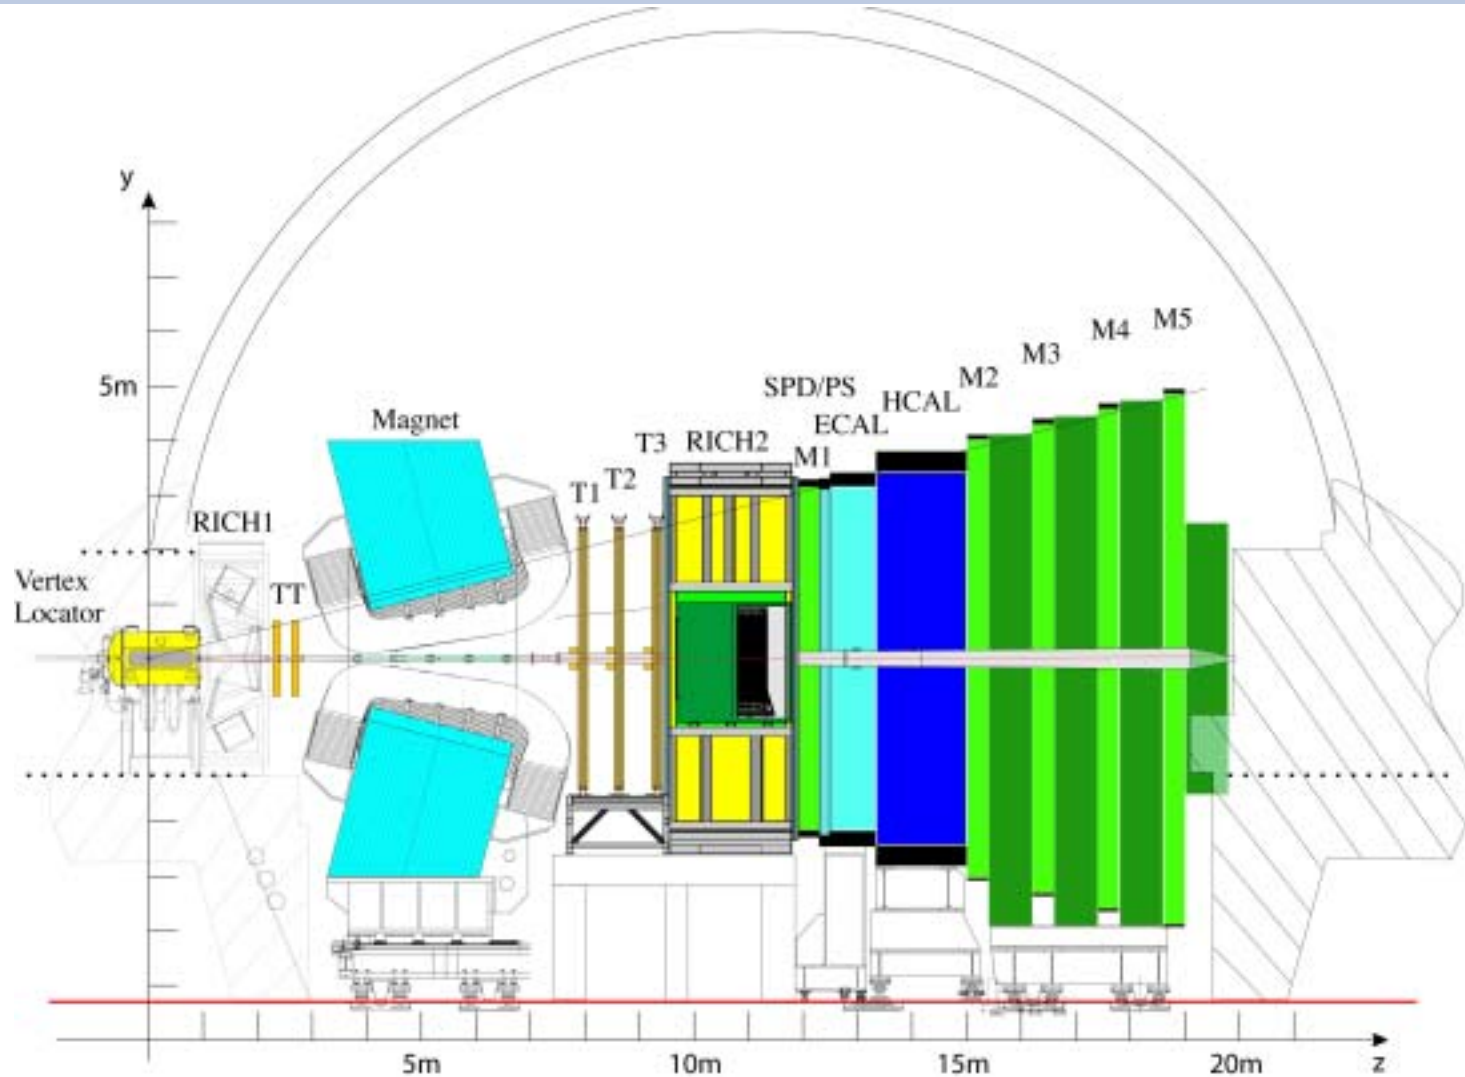 y
M5
M4
M3
M2
5m
SPD/PS
HCAL
ECAL
Magnet
T3
RICH2
M1
T2
T1
RICH1
Vertex
Locator
TT
5m
10m
15m
20m
z